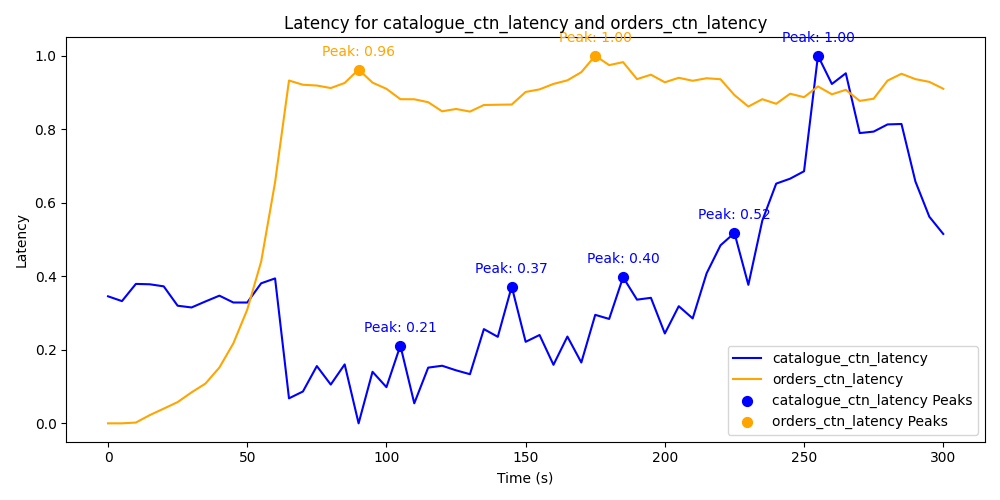 Latency for catalogue_ctn_latency and orders_ctn_latency
Peak: 0.96
Peak: 1.00
Peak: 1.00
Peak: 0.52
Peak: 0.40
Peak: 0.37
Peak: 0.21
Latency
1.0
0.8
0.6
0.4
0.2
0.0
0
50
100
150
200
250
300
Time (s)
catalogue_ctn_latency
orders_ctn_latency
catalogue_ctn_latency Peaks
orders_ctn_latency Peaks